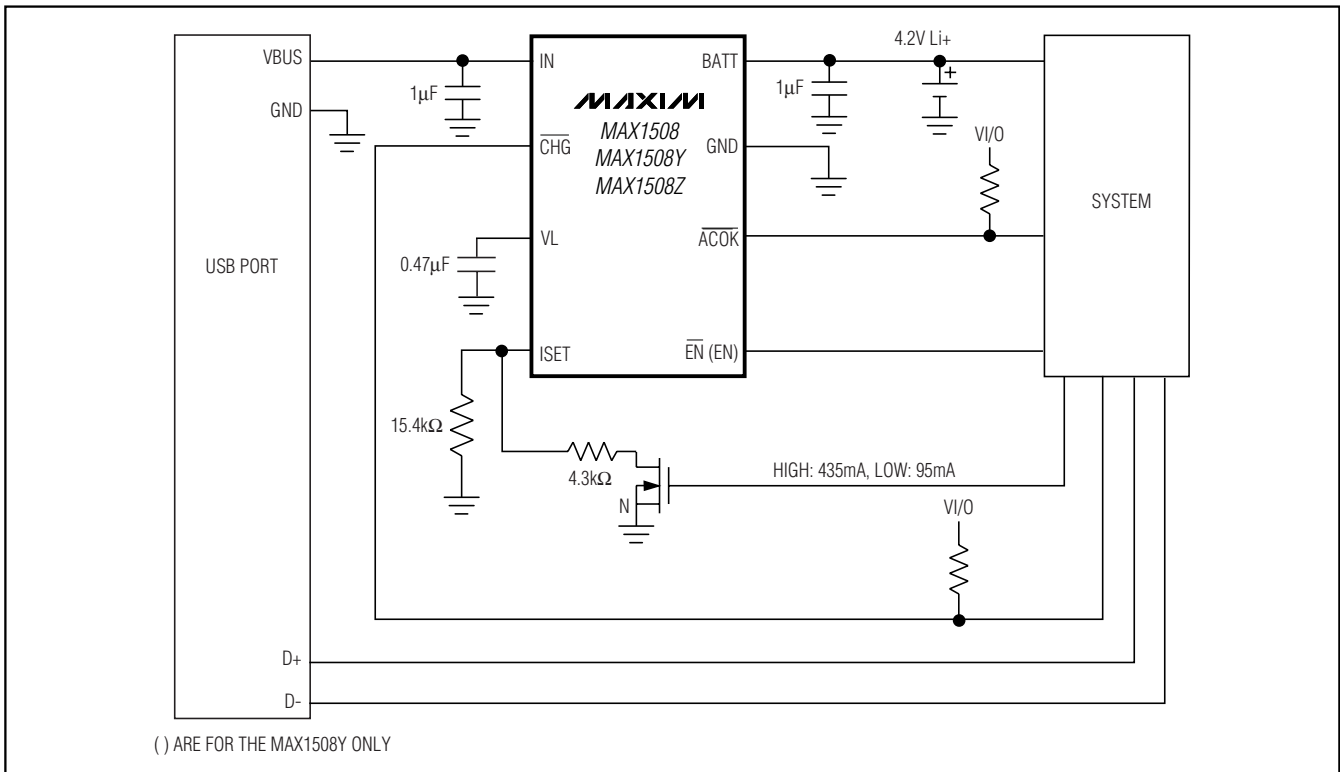 VBUS
GND
USB PORT
D+
D-
1µF
IN
CHG
VL
ISET
MAXIM
MAX1508
MAX1508Y
MAX1508Z
BATT
GND
ACOK
EN (EN)
1µF
4.2V Li+
+
VI/O
SYSTEM
0.47µF
15.4kΩ
4.3kΩ
N
HIGH: 435mA, LOW: 95mA
VI/O
( ) ARE FOR THE MAX1508Y ONLY